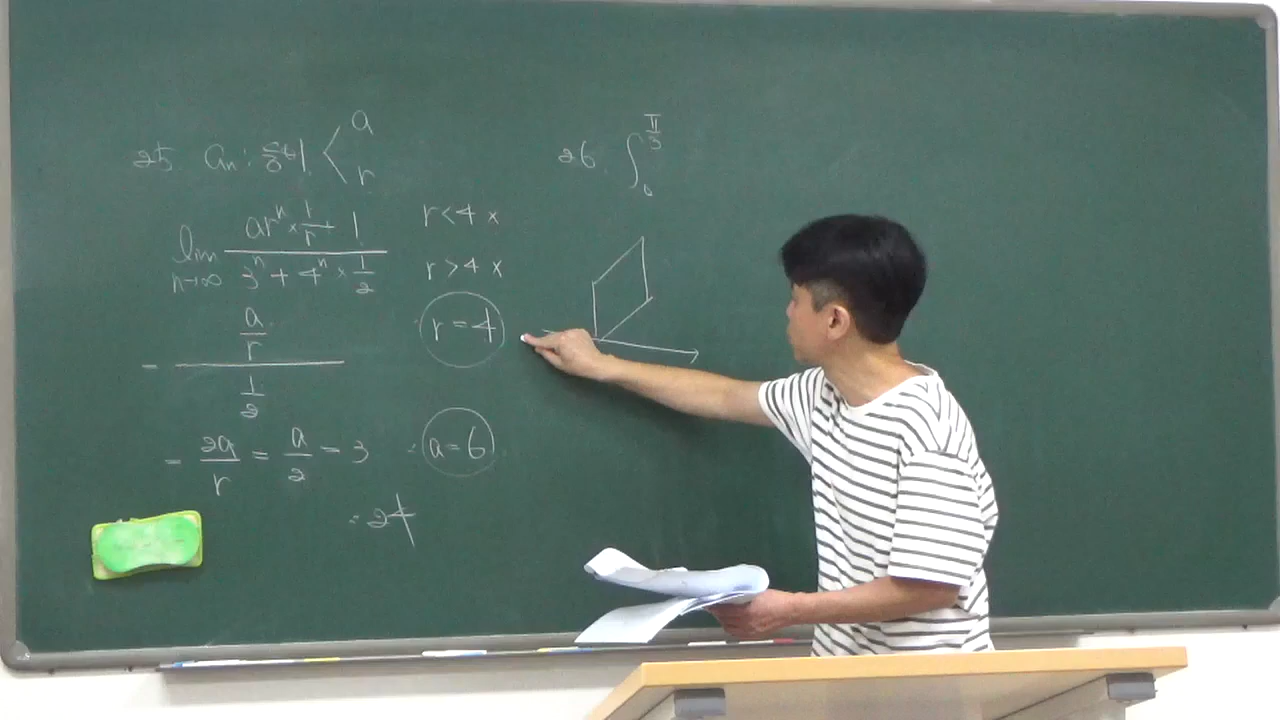 25. aₙ : 등비 < a
r
lim n→∞ (arⁿ × 1/r + 1) / (3ⁿ + 4ⁿ × 1/2)
r < 4 ×
r > 4 ×
r = 4
= (a/r) / (1/2)
= 2a/r = a/2 = 3 ∴ a = 6
∴ 24
26. ∫₀^(π/3)